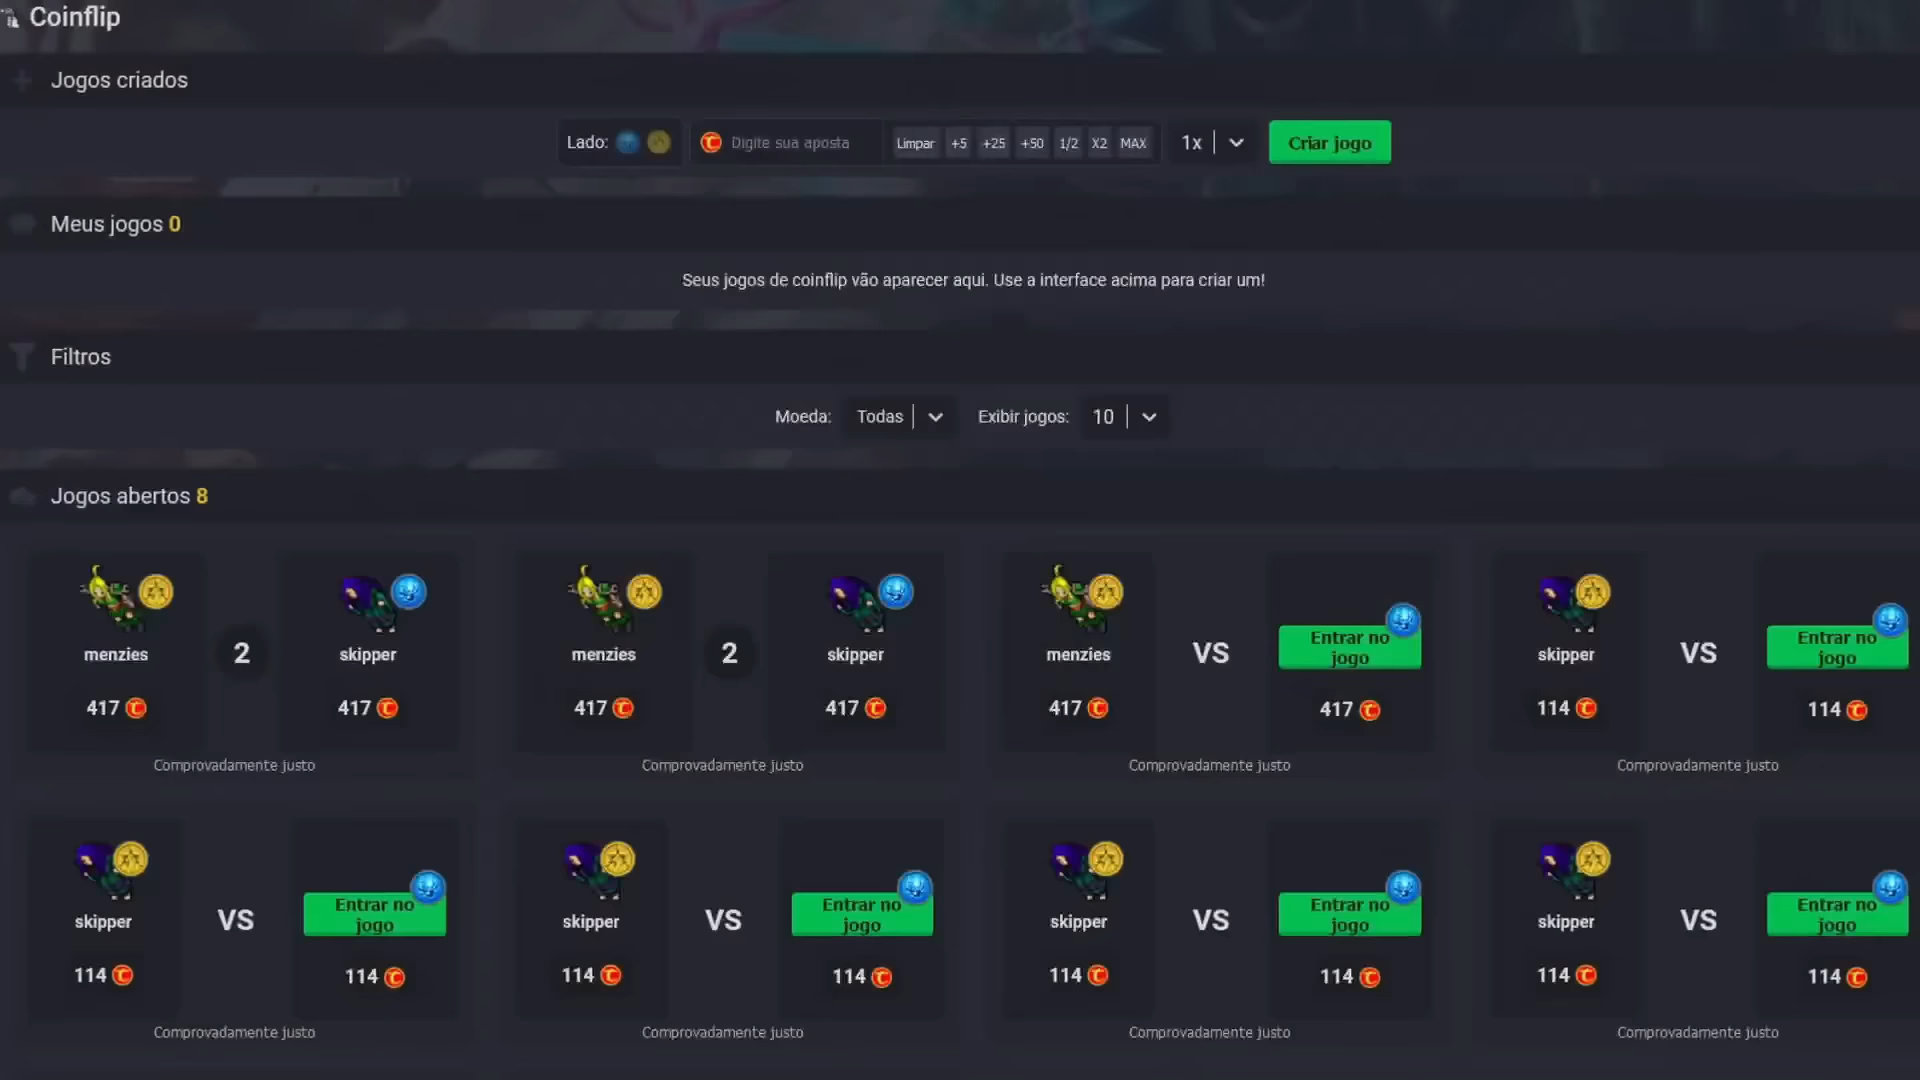 Coinflip
Jogos criados
Lado: Digite sua aposta Limpar +5 +25 +50 1/2 X2 MAX 1x Criar jogo
Meus jogos 0
Seus jogos de coinflip vão aparecer aqui. Use a interface acima para criar um!
Filtros
Moeda: Todas Exibir jogos: 10
Jogos abertos 8
menzies 2 skipper
417 417
Comprovadamente justo
menzies 2 skipper
417 417
Comprovadamente justo
menzies VS Entrar no
jogo
417 417
Comprovadamente justo
skipper VS Entrar no
jogo
114 114
Comprovadamente justo
skipper VS Entrar no
jogo
114 114
Comprovadamente justo
skipper VS Entrar no
jogo
114 114
Comprovadamente justo
skipper VS Entrar no
jogo
114 114
Comprovadamente justo
skipper VS Entrar no
jogo
114 114
Comprovadamente justo